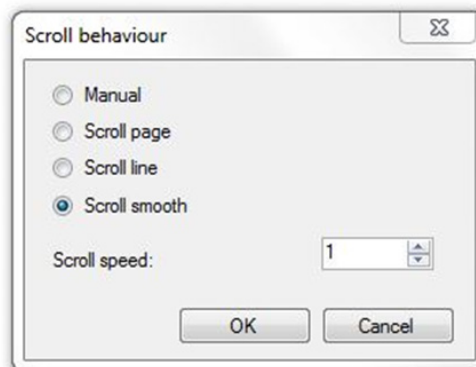 Scroll behaviour
Manual
Scroll page
Scroll line
Scroll smooth
Scroll speed: 1
OK Cancel